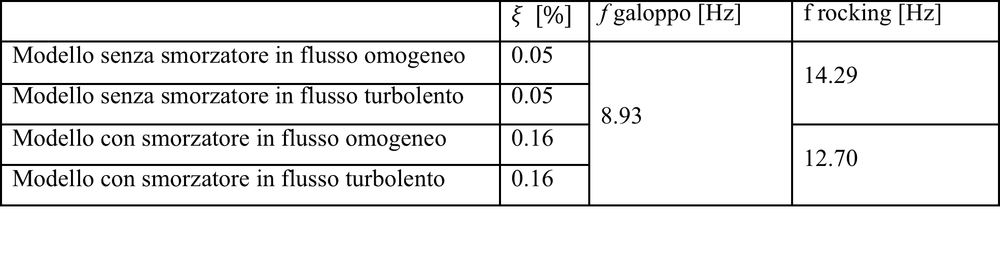 ξ [%] f galoppo [Hz] f rocking [Hz]
Modello senza smorzatore in flusso omogeneo 0.05
14.29
Modello senza smorzatore in flusso turbolento 0.05
8.93
Modello con smorzatore in flusso omogeneo 0.16
12.70
Modello con smorzatore in flusso turbolento 0.16